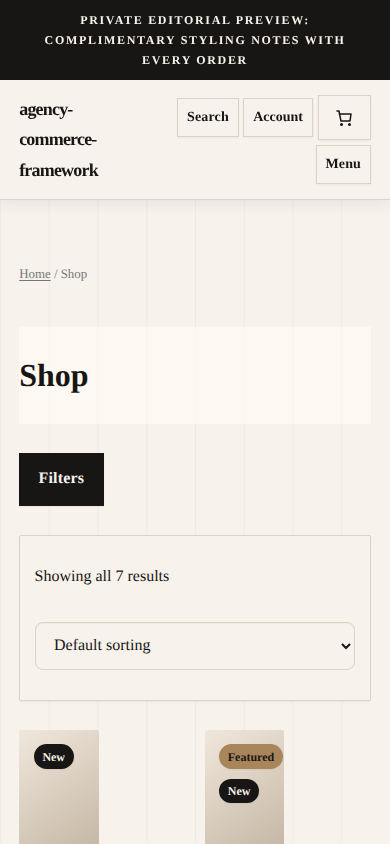 PRIVATE EDITORIAL PREVIEW:
COMPLIMENTARY STYLING NOTES WITH
EVERY ORDER
agency-
commerce-
framework
Search
Account
Menu
Home / Shop
Shop
Filters
Showing all 7 results
Default sorting
New
Featured
New